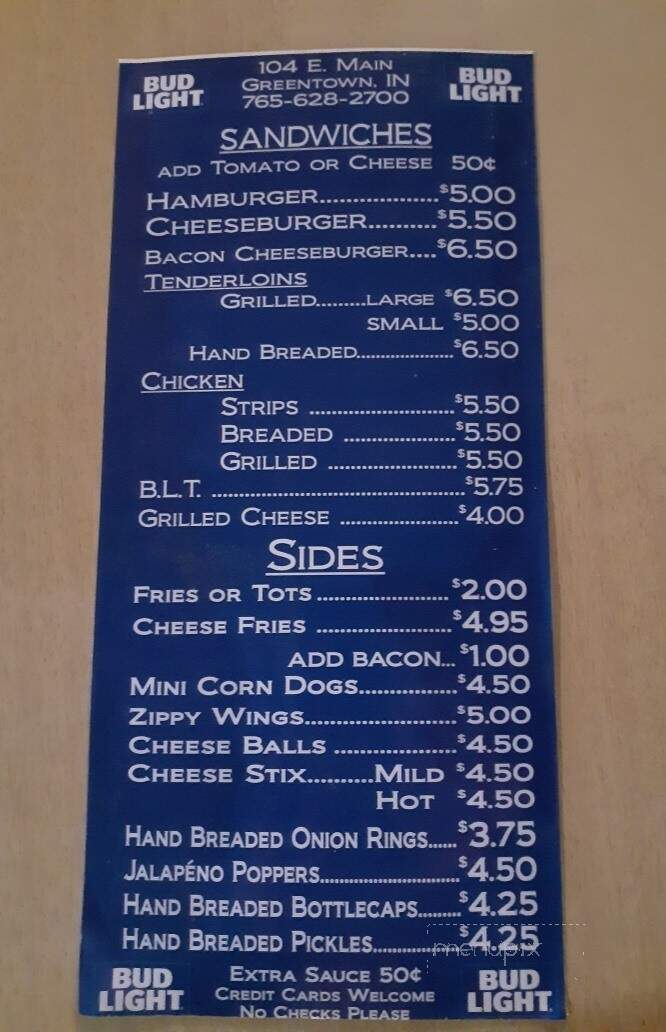 BUD LIGHT
104 E. MAIN
GREENTOWN, IN
765-628-2700
BUD LIGHT
SANDWICHES
ADD TOMATO OR CHEESE 50¢
HAMBURGER....................$5.00
CHEESEBURGER..........$5.50
BACON CHEESEBURGER....$6.50
TENDERLOINS
GRILLED.........LARGE $6.50
SMALL $5.00
HAND BREADED....................$6.50
CHICKEN
STRIPS ..........................$5.50
BREADED ....................$5.50
GRILLED .......................$5.50
B.L.T. ..............................................$5.75
GRILLED CHEESE .....................$4.00
SIDES
FRIES OR TOTS ......................$2.00
CHEESE FRIES .......................$4.95
ADD BACON... $1.00
MINI CORN DOGS................$4.50
ZIPPY WINGS.........................$5.00
CHEESE BALLS ....................$4.50
CHEESE STIX..........MILD $4.50
HOT $4.50
HAND BREADED ONION RINGS...... $3.75
JALAPÉNO POPPERS..........................$4.50
HAND BREADED BOTTLECAPS........$4.25
HAND BREADED PICKLES................$4.25
menupix
BUD LIGHT
EXTRA SAUCE 50¢
CREDIT CARDS WELCOME
NO CHECKS PLEASE
BUD LIGHT